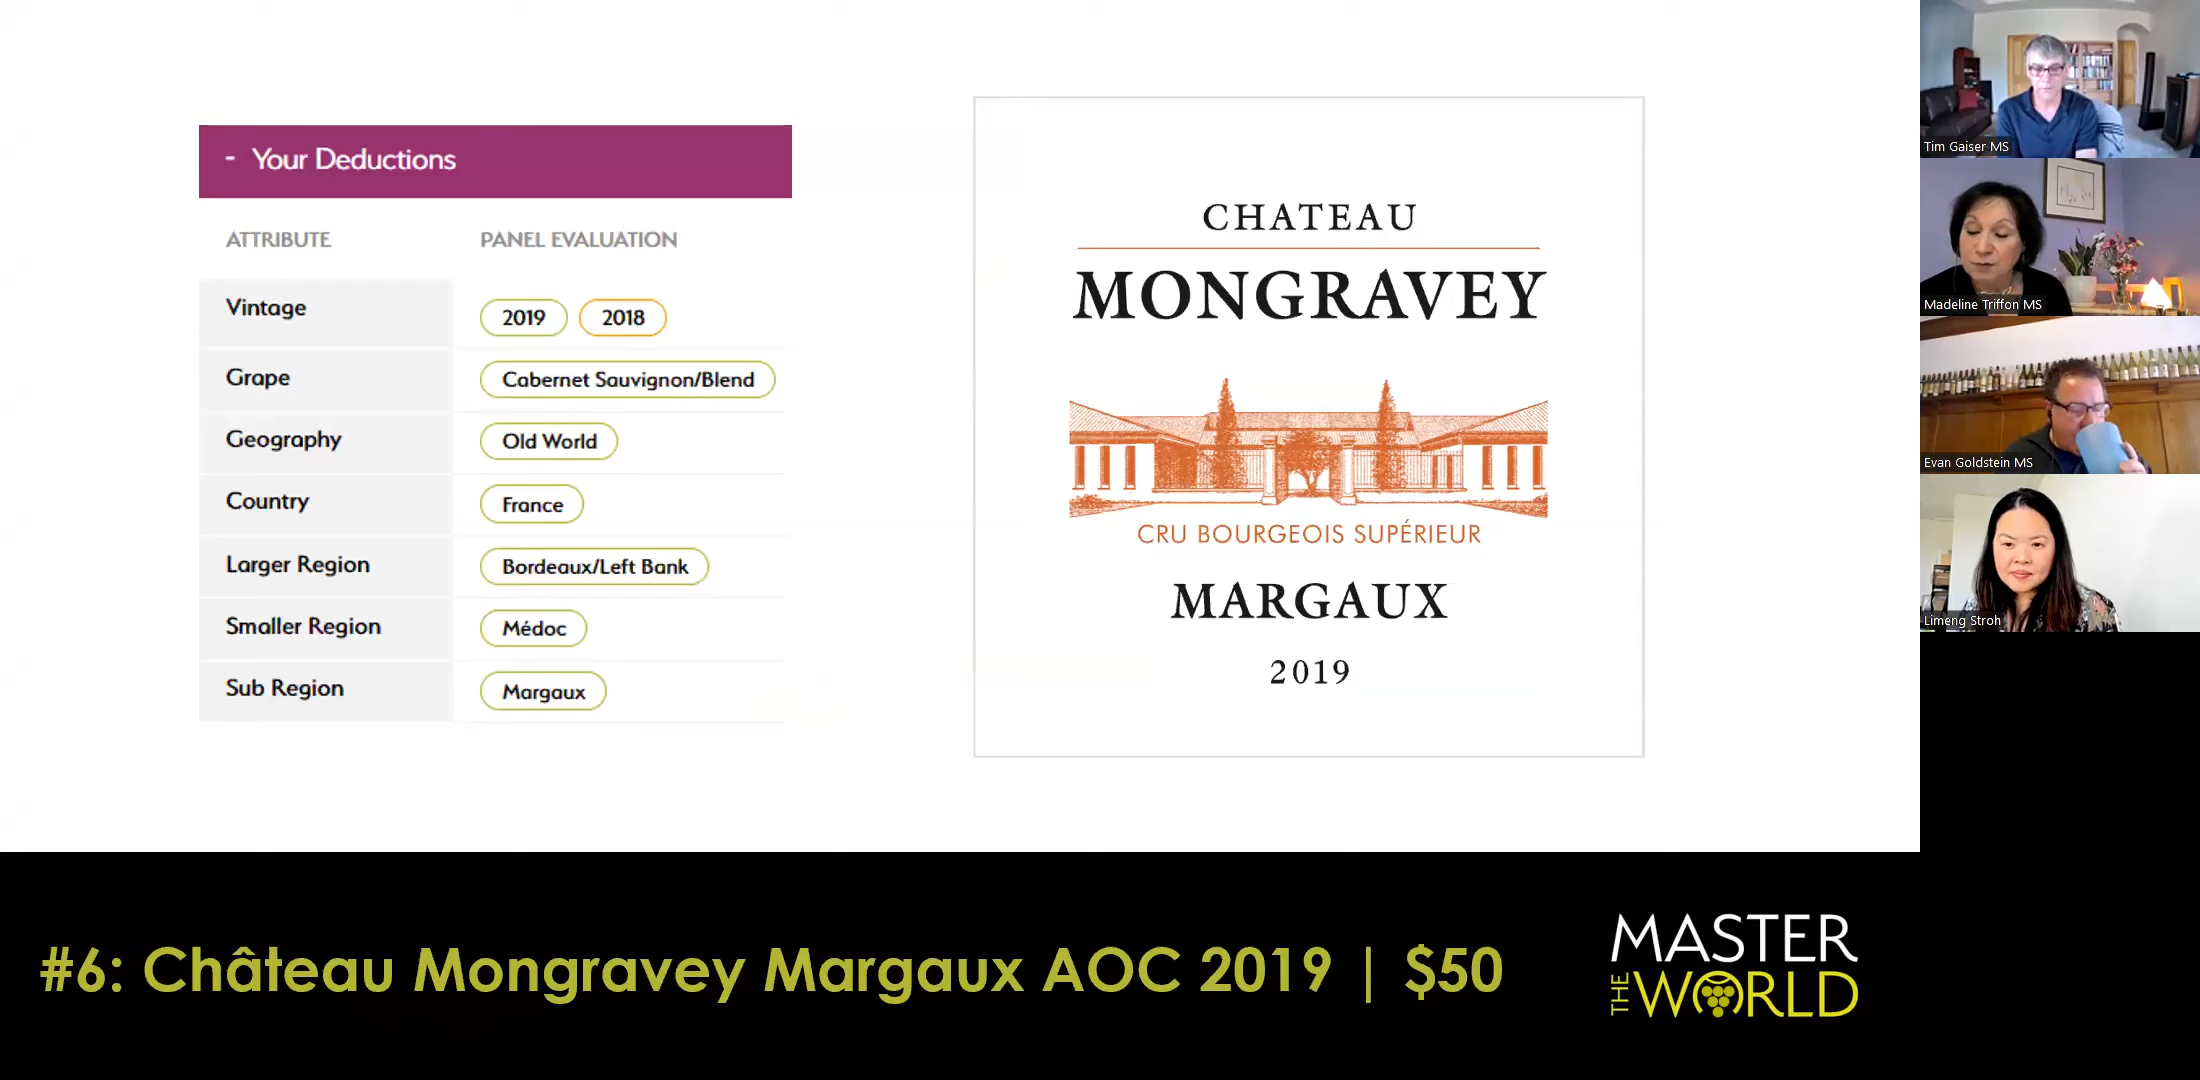 - Your Deductions
ATTRIBUTE PANEL EVALUATION
Vintage 2019 2018
Grape Cabernet Sauvignon/Blend
Geography Old World
Country France
Larger Region Bordeaux/Left Bank
Smaller Region Médoc
Sub Region Margaux
CHATEAU
MONGRAVEY
CRU BOURGEOIS SUPÉRIEUR
MARGAUX
2019
Tim Gaiser MS
Madeline Triffon MS
Evan Goldstein MS
Limeng Stroh
#6: Château Mongravey Margaux AOC 2019 | $50
MASTER
THE WORLD